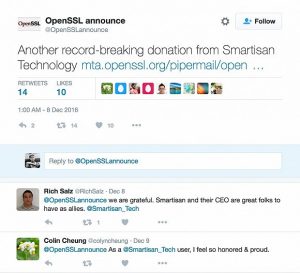 OpenSSL
OpenSSL announce
@OpenSSLannounce
Follow
Another record-breaking donation from Smartisan
Technology mta.openssl.org/pipermail/open …
RETWEETS
14
LIKES
10
1:00 AM - 8 Dec 2016
2
14
10
Reply to @OpenSSLannounce
Rich Salz @RichSalz · Dec 8
@OpenSSLannounce we are grateful. Smartisan and their CEO are great folks to
have as allies. @Smartisan_Tech
1
Colin Cheung @colyncheung · Dec 9
@OpenSSLannounce As a @Smartisan_Tech user, I feel so honored & proud.